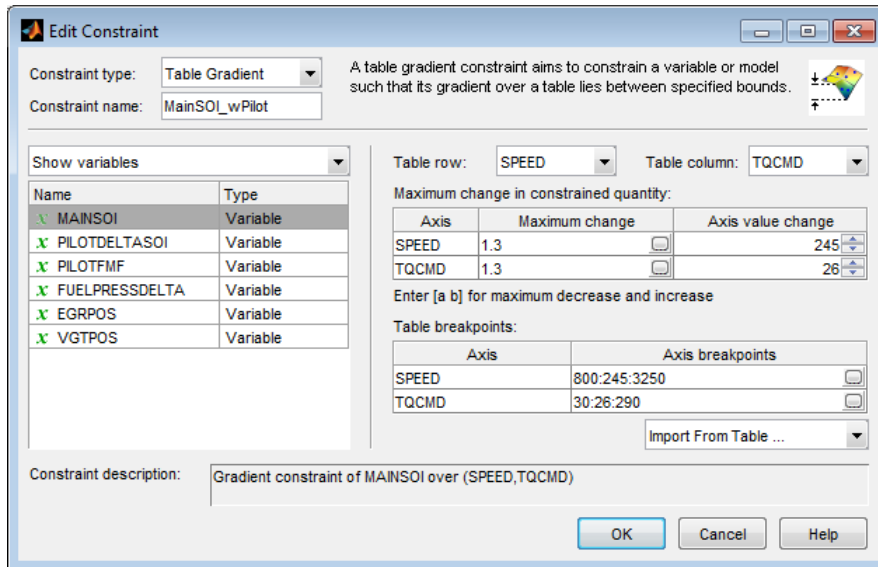 Edit Constraint
Constraint type: Table Gradient
Constraint name: MainSOI_wPilot
A table gradient constraint aims to constrain a variable or model
such that its gradient over a table lies between specified bounds.
Show variables
Name Type
x MAINSOI Variable
x PILOTDELTASOI Variable
x PILOTFMF Variable
x FUELPRESSDELTA Variable
x EGRPOS Variable
x VGTPOS Variable
Table row: SPEED Table column: TQCMD
Maximum change in constrained quantity:
Axis Maximum change Axis value change
SPEED 1.3 245
TQCMD 1.3 26
Enter [a b] for maximum decrease and increase
Table breakpoints:
Axis Axis breakpoints
SPEED 800:245:3250
TQCMD 30:26:290
Import From Table ...
Constraint description: Gradient constraint of MAINSOI over (SPEED,TQCMD)
OK Cancel Help